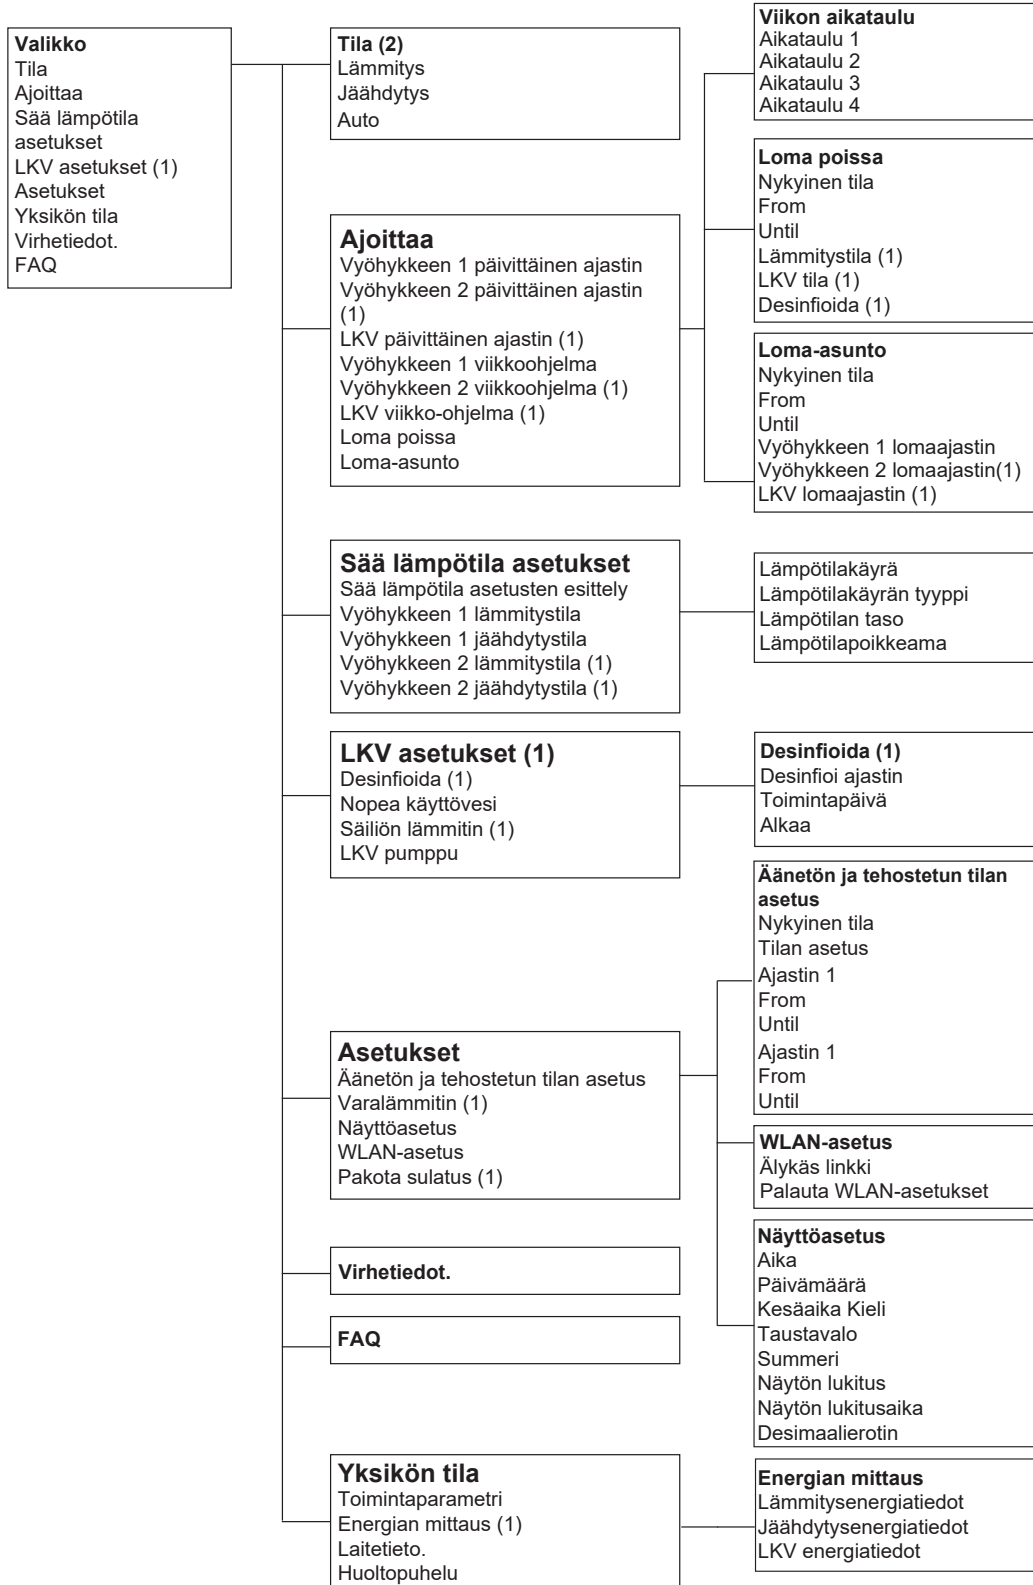 Valikko
Tila
Ajoittaa
Sää lämpötila
asetukset
LKV asetukset (1)
Asetukset
Yksikön tila
Virhetiedot.
FAQ
Tila (2)
Lämmitys
Jäähdytys
Auto
Ajoittaa
Vyöhykkeen 1 päivittäinen ajastin
Vyöhykkeen 2 päivittäinen ajastin
(1)
LKV päivittäinen ajastin (1)
Vyöhykkeen 1 viikkoohjelma
Vyöhykkeen 2 viikkoohjelma (1)
LKV viikko-ohjelma (1)
Loma poissa
Loma-asunto
Viikon aikataulu
Aikataulu 1
Aikataulu 2
Aikataulu 3
Aikataulu 4
Loma poissa
Nykyinen tila
From
Until
Lämmitystila (1)
LKV tila (1)
Desinfioida (1)
Loma-asunto
Nykyinen tila
From
Until
Vyöhykkeen 1 lomaajastin
Vyöhykkeen 2 lomaajastin(1)
LKV lomaajastin (1)
Sää lämpötila asetukset
Sää lämpötila asetusten esittely
Vyöhykkeen 1 lämmitystila
Vyöhykkeen 1 jäähdytystila
Vyöhykkeen 2 lämmitystila (1)
Vyöhykkeen 2 jäähdytystila (1)
Lämpötilakäyrä
Lämpötilakäyrän tyyppi
Lämpötilan taso
Lämpötilapoikkeama
LKV asetukset (1)
Desinfioida (1)
Nopea käyttövesi
Säiliön lämmitin (1)
LKV pumppu
Desinfioida (1)
Desinfioi ajastin
Toimintapäivä
Alkaa
Asetukset
Äänetön ja tehostetun tilan asetus
Varalämmitin (1)
Näyttöasetus
WLAN-asetus
Pakota sulatus (1)
Äänetön ja tehostetun tilan
asetus
Nykyinen tila
Tilan asetus
Ajastin 1
From
Until
Ajastin 1
From
Until
WLAN-asetus
Älykäs linkki
Palauta WLAN-asetukset
Näyttöasetus
Aika
Päivämäärä
Kesäaika Kieli
Taustavalo
Summeri
Näytön lukitus
Näytön lukitusaika
Desimaalierotin
Virhetiedot.
FAQ
Yksikön tila
Toimintaparametri
Energian mittaus (1)
Laitetieto.
Huoltopuhelu
Energian mittaus
Lämmitysenergiatiedot
Jäähdytysenergiatiedot
LKV energiatiedot